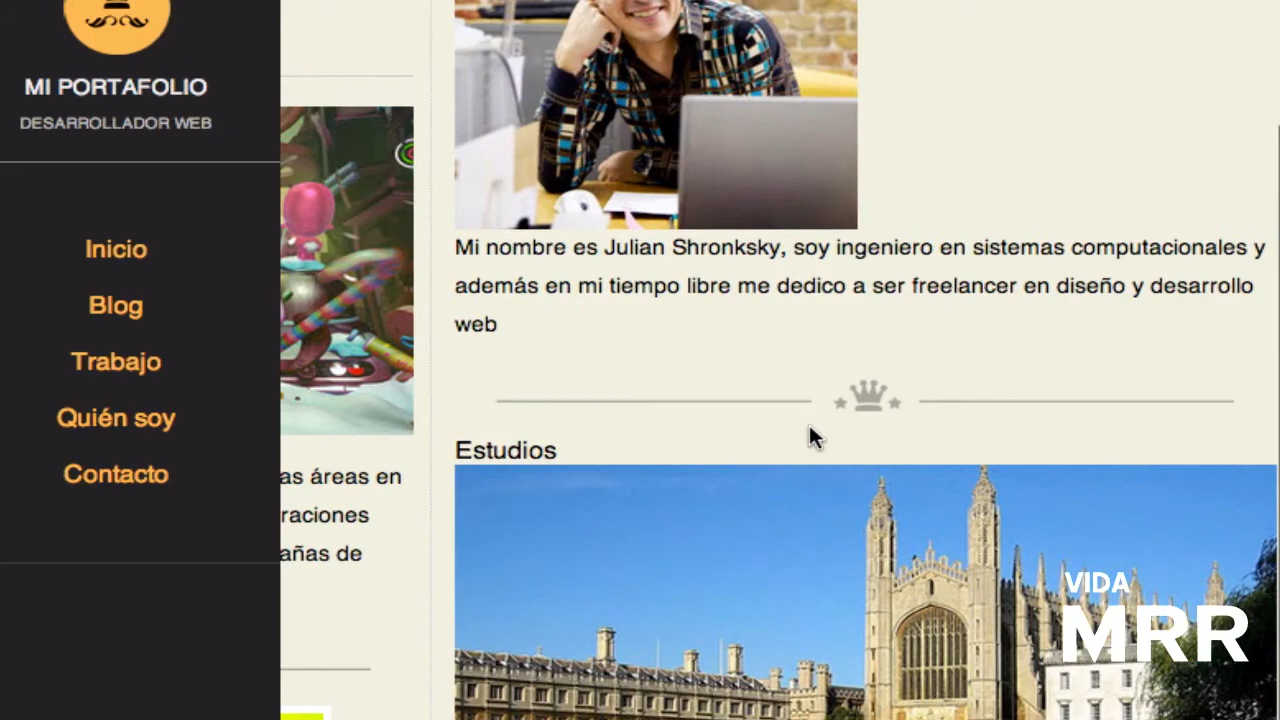 MI PORTAFOLIO
DESARROLLADOR WEB
Inicio
Blog
Trabajo
Quién soy
Contacto
as áreas en
raciones
añas de
Mi nombre es Julian Shronksky, soy ingeniero en sistemas computacionales y
además en mi tiempo libre me dedico a ser freelancer en diseño y desarrollo
web
Estudios
VIDA
MRR